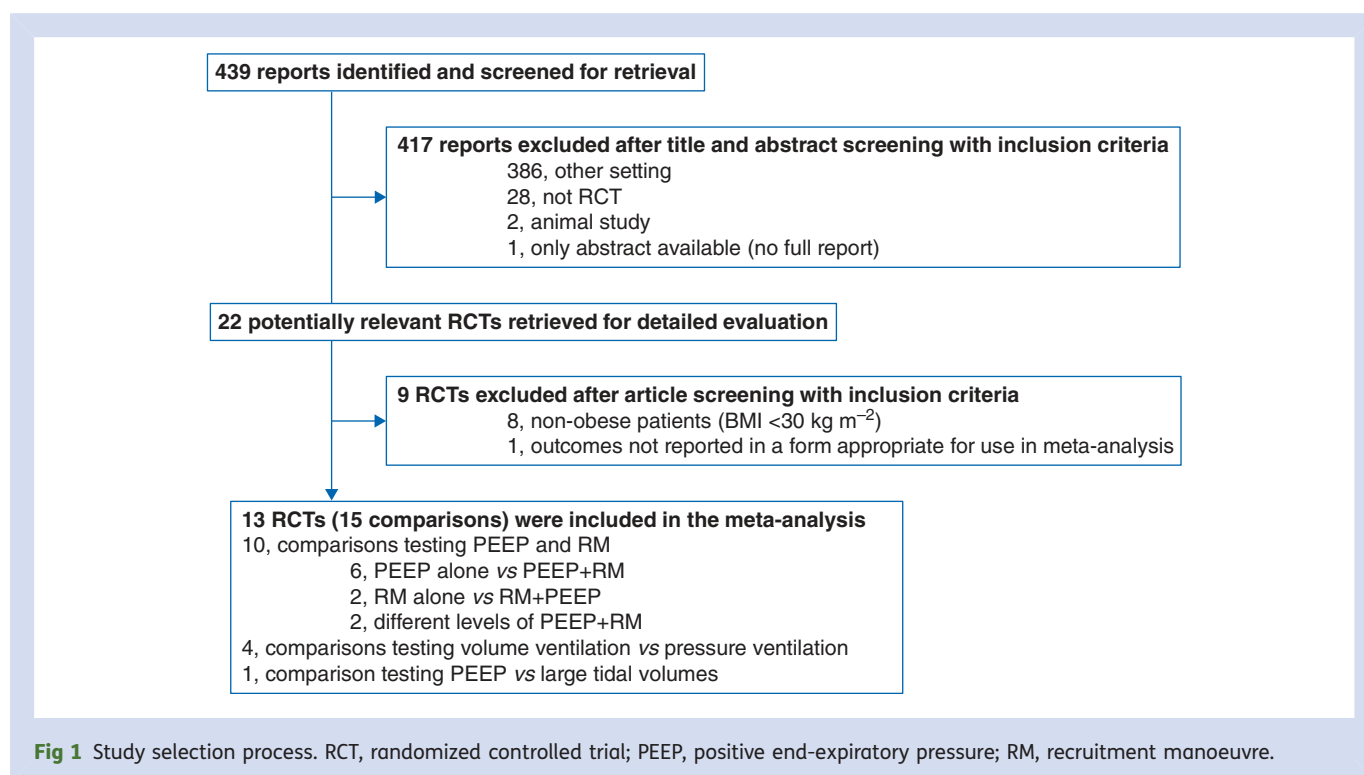 439 reports identified and screened for retrieval
417 reports excluded after title and abstract screening with inclusion criteria
386, other setting
28, not RCT
2, animal study
1, only abstract available (no full report)
22 potentially relevant RCTs retrieved for detailed evaluation
9 RCTs excluded after article screening with inclusion criteria
8, non-obese patients (BMI <30 kg m⁻²)
1, outcomes not reported in a form appropriate for use in meta-analysis
13 RCTs (15 comparisons) were included in the meta-analysis
10, comparisons testing PEEP and RM
6, PEEP alone vs PEEP+RM
2, RM alone vs RM+PEEP
2, different levels of PEEP+RM
4, comparisons testing volume ventilation vs pressure ventilation
1, comparison testing PEEP vs large tidal volumes
Fig 1 Study selection process. RCT, randomized controlled trial; PEEP, positive end-expiratory pressure; RM, recruitment manoeuvre.